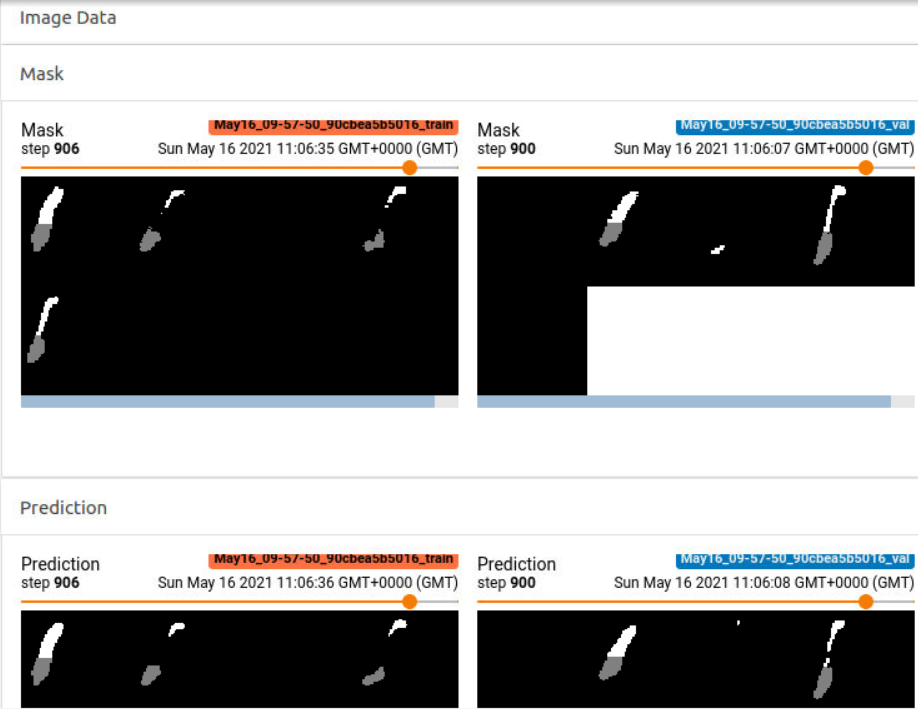 Image Data
Mask
Mask
May16_09-57-50_90cbea5b5016_train
step 906
Sun May 16 2021 11:06:35 GMT+0000 (GMT)
Mask
May16_09-57-50_90cbea5b5016_val
step 900
Sun May 16 2021 11:06:07 GMT+0000 (GMT)
Prediction
Prediction
May16_09-57-50_90cbea5b5016_train
step 906
Sun May 16 2021 11:06:36 GMT+0000 (GMT)
Prediction
May16_09-57-50_90cbea5b5016_val
step 900
Sun May 16 2021 11:06:08 GMT+0000 (GMT)